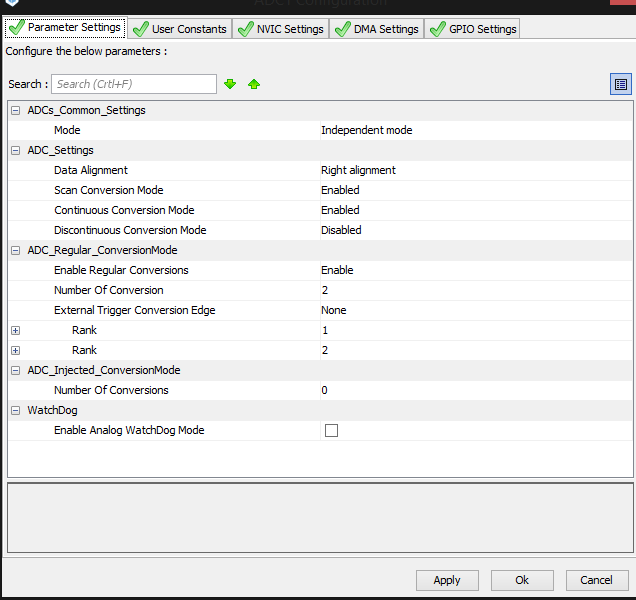 ADC1 Configuration
Parameter Settings User Constants NVIC Settings DMA Settings GPIO Settings
Configure the below parameters :
Search : Search (Crtl+F)
ADCs_Common_Settings
Mode Independent mode
ADC_Settings
Data Alignment Right alignment
Scan Conversion Mode Enabled
Continuous Conversion Mode Enabled
Discontinuous Conversion Mode Disabled
ADC_Regular_ConversionMode
Enable Regular Conversions Enable
Number Of Conversion 2
External Trigger Conversion Edge None
Rank 1
Rank 2
ADC_Injected_ConversionMode
Number Of Conversions 0
WatchDog
Enable Analog WatchDog Mode
Apply Ok Cancel